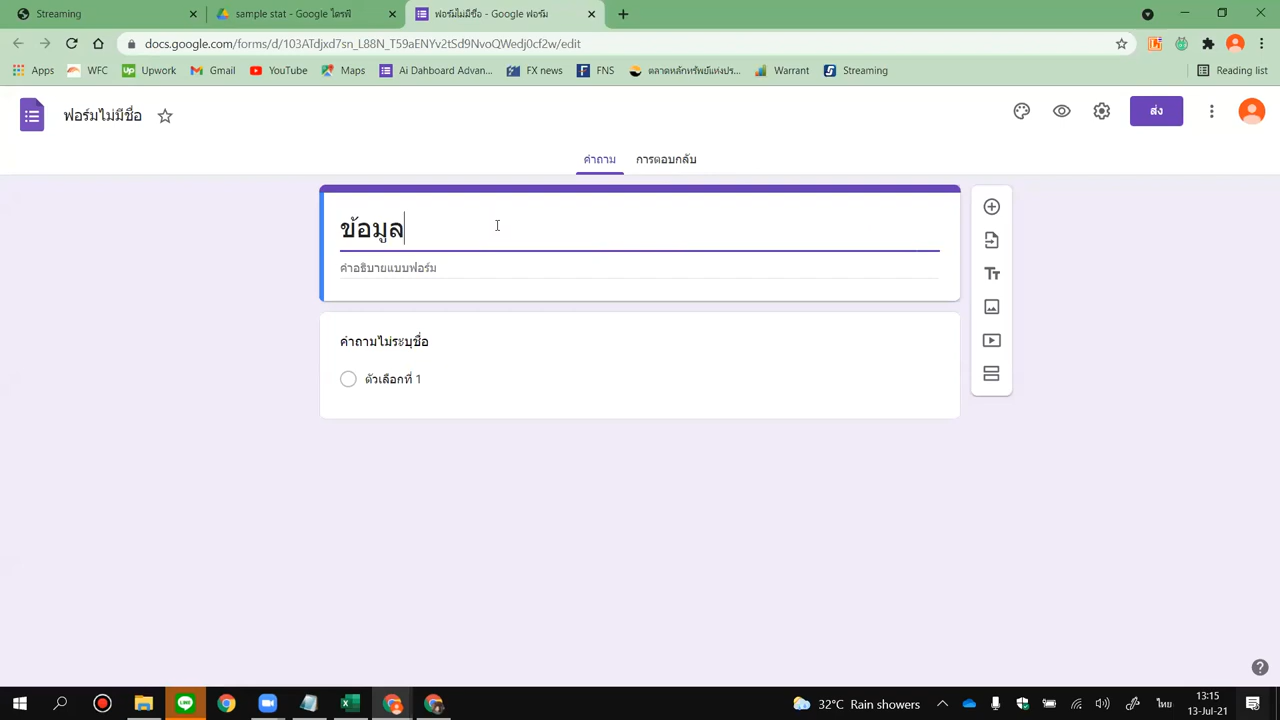 Streaming
sample stat - Google ไดรฟ์
ฟอร์มไม่มีชื่อ - Google ฟอร์ม
docs.google.com/forms/d/103ATdjxd7sn_L88N_T59aENYv2tSd9NvoQWedj0cf2w/edit
Apps
WFC
Upwork
Gmail
YouTube
Maps
Ai Dahboard Advan...
FX news
FNS
ตลาดหลักทรัพย์แห่งปร...
Warrant
Streaming
Reading list
ฟอร์มไม่มีชื่อ
ส่ง
คำถาม
การตอบกลับ
ข้อมูล
คำอธิบายแบบฟอร์ม
คำถามไม่ระบุชื่อ
ตัวเลือกที่ 1
32°C Rain showers
ไทย
13:15
13-Jul-21